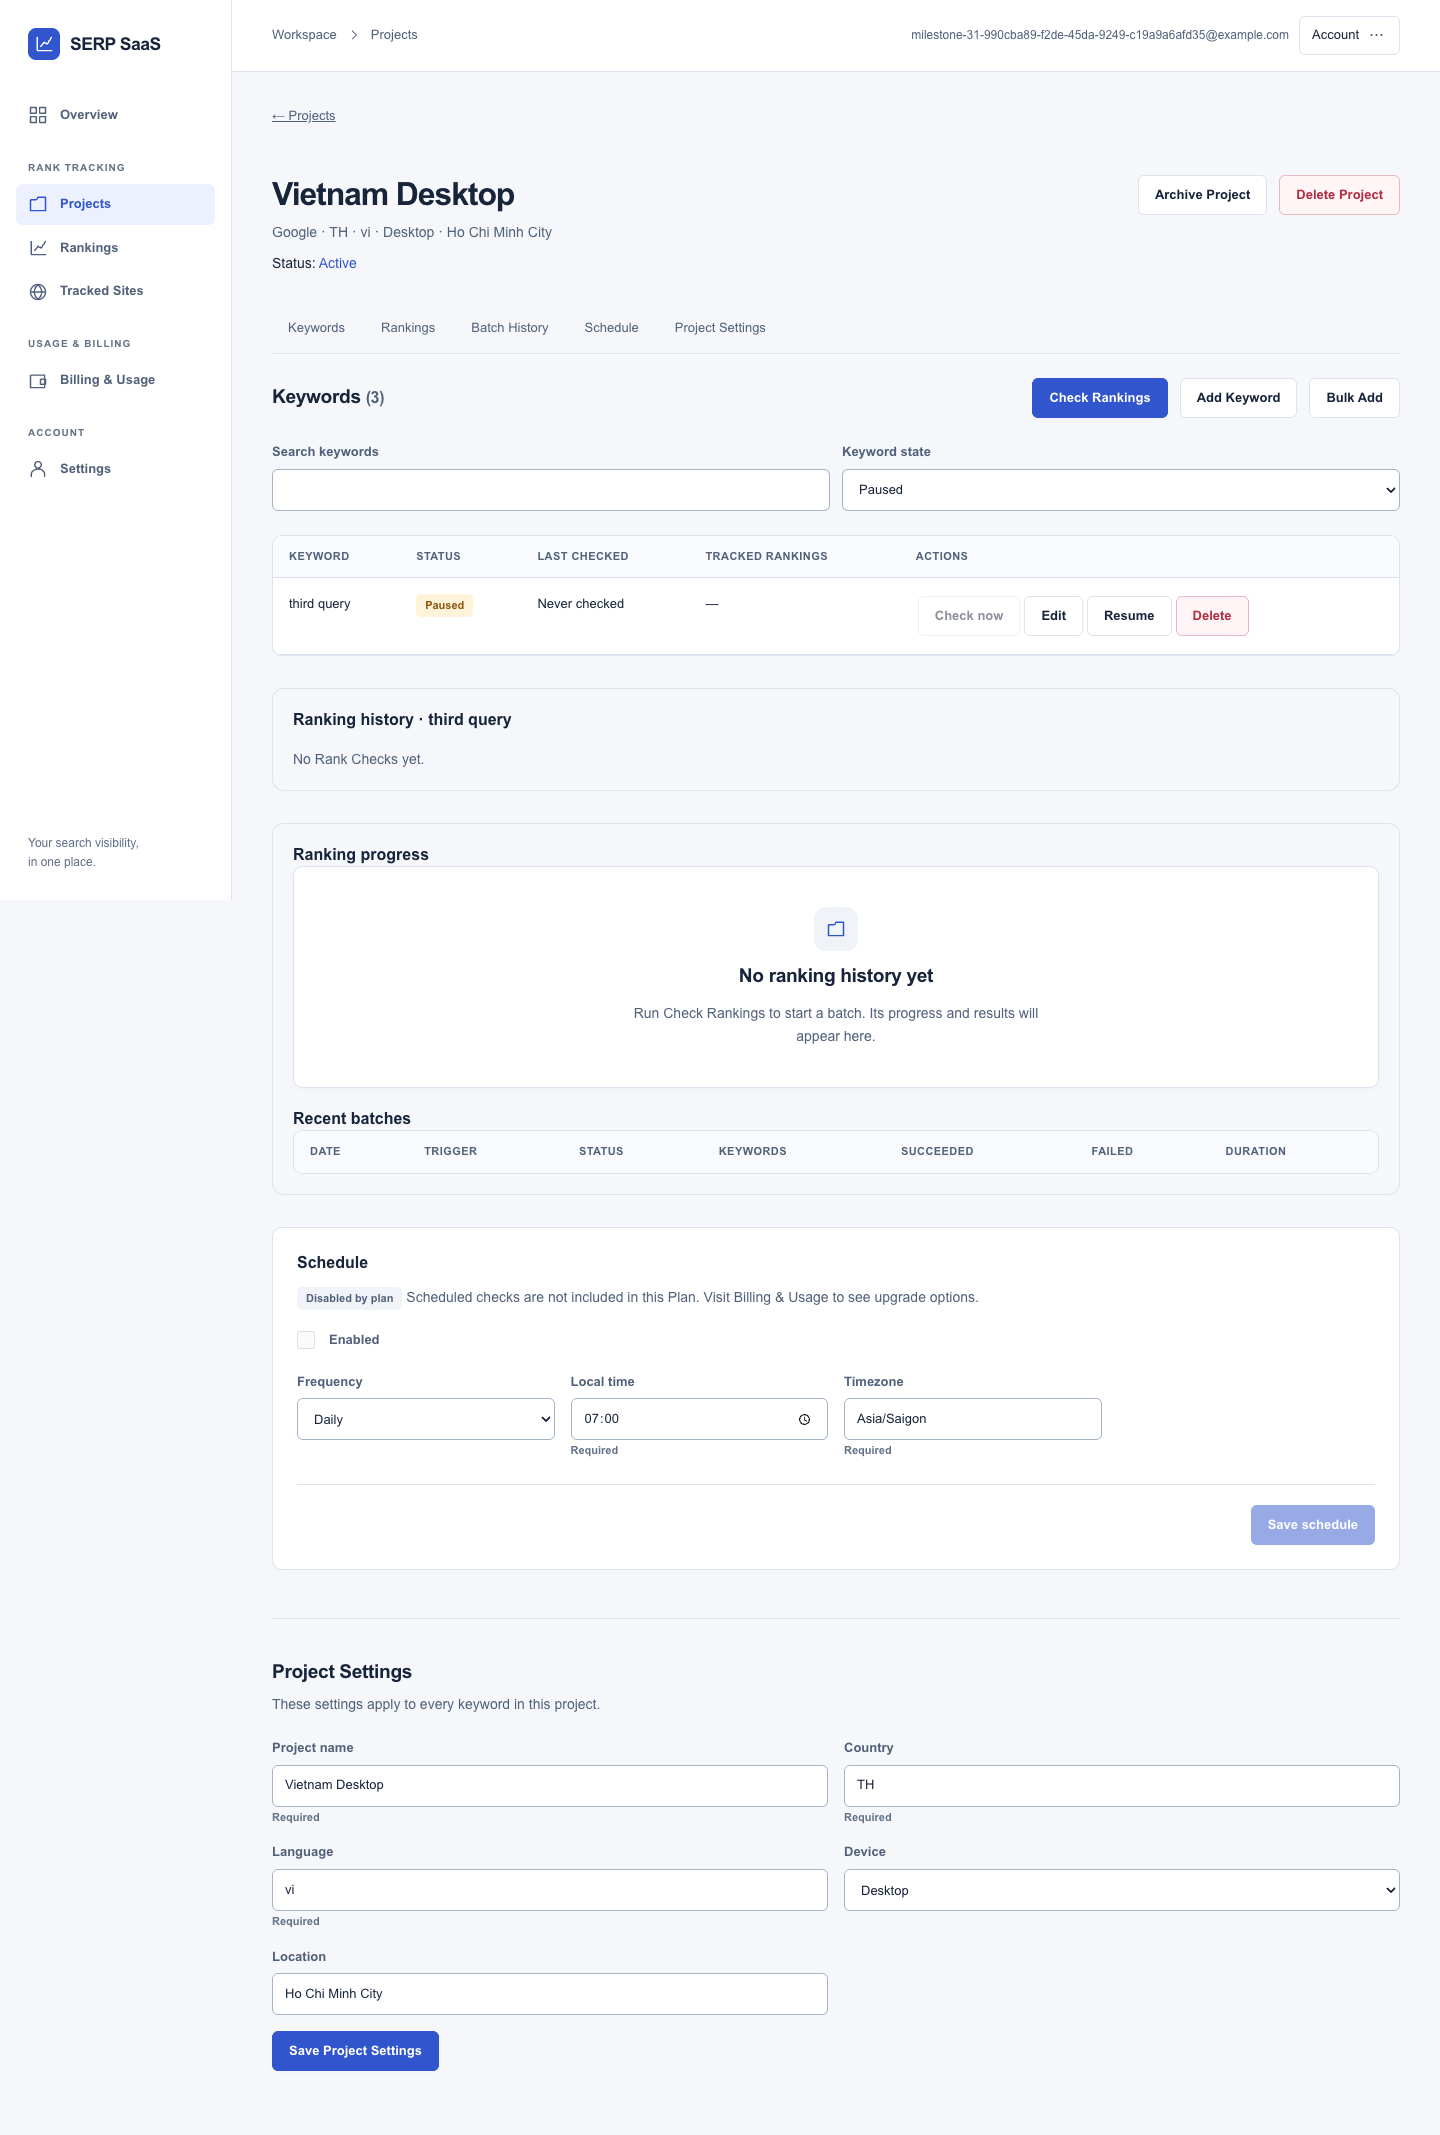 SERP SaaS
Overview
RANK TRACKING
Projects
Rankings
Tracked Sites
USAGE & BILLING
Billing & Usage
ACCOUNT
Settings
Your search visibility,
in one place.
Workspace > Projects
milestone-31-990cba89-f2de-45da-9249-c19a9a6afd35@example.com
Account ···
← Projects
Vietnam Desktop
Archive Project
Delete Project
Google · TH · vi · Desktop · Ho Chi Minh City
Status: Active
Keywords Rankings Batch History Schedule Project Settings
Keywords (3)
Check Rankings
Add Keyword
Bulk Add
Search keywords
Keyword state
Paused
KEYWORD STATUS LAST CHECKED TRACKED RANKINGS ACTIONS
third query Paused Never checked — Check now Edit Resume Delete
Ranking history · third query
No Rank Checks yet.
Ranking progress
No ranking history yet
Run Check Rankings to start a batch. Its progress and results will
appear here.
Recent batches
DATE TRIGGER STATUS KEYWORDS SUCCEEDED FAILED DURATION
Schedule
Disabled by plan Scheduled checks are not included in this Plan. Visit Billing & Usage to see upgrade options.
Enabled
Frequency Local time Timezone
Daily 07:00 Asia/Saigon
Required Required
Save schedule
Project Settings
These settings apply to every keyword in this project.
Project name Country
Vietnam Desktop TH
Required Required
Language Device
vi Desktop
Required
Location
Ho Chi Minh City
Save Project Settings